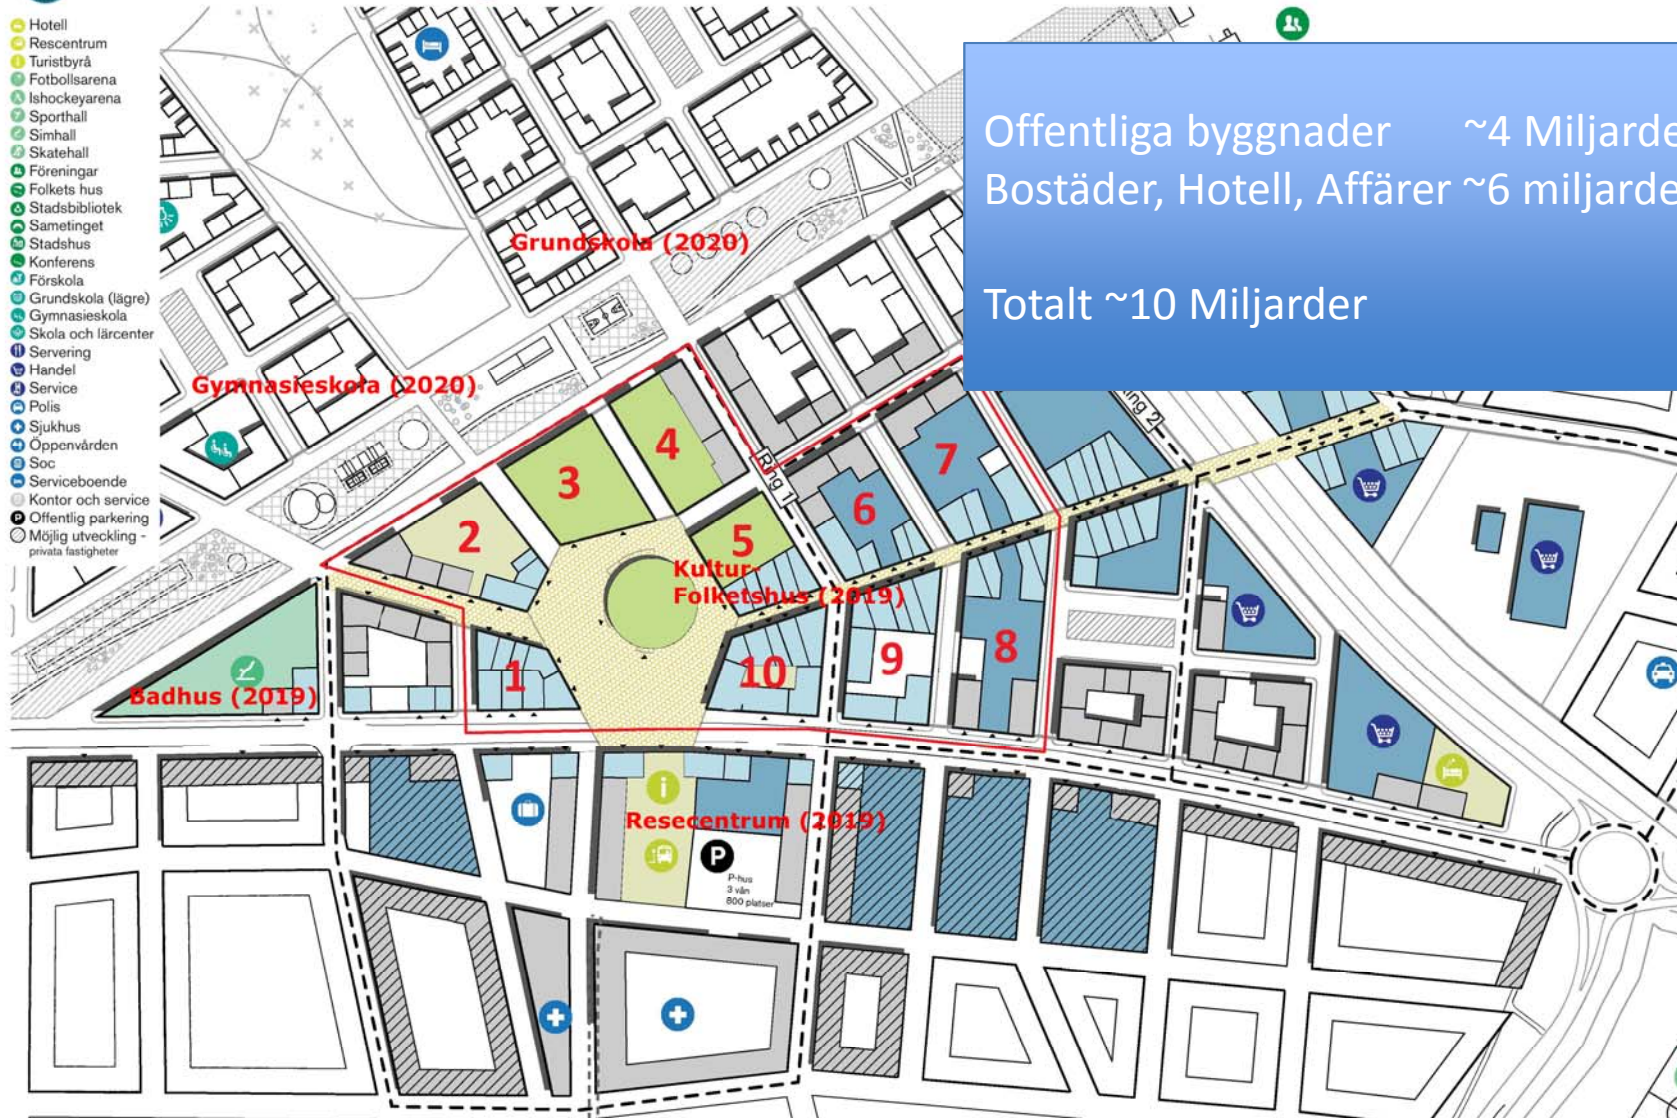 Hotell
Rescentrum
Turistbyrå
Fotbollsarena
Ishockeyarena
Sporthall
Simhall
Skatehall
Föreningar
Folkets hus
Stadsbibliotek
Sametinget
Stadshus
Konferens
Förskola
Grundskola (lägre)
Gymnasieskola
Skola och lärcenter
Servering
Handel
Service
Polis
Sjukhus
Öppenvården
Soc
Serviceboende
Kontor och service
P Offentlig parkering
Möjlig utveckling -
privata fastigheter
Offentliga byggnader ~4 Miljarde
Bostäder, Hotell, Affärer ~6 miljarde
Totalt ~10 Miljarder
Grundskola (2020)
Gymnasieskola (2020)
Ring 1
ing 2
4
3
2
5
6
7
Kultur-
Folketshus (2019)
1
10
9
8
Badhus (2019)
i
Resecentrum (2019)
P
P-hus
3 vån
800 platser